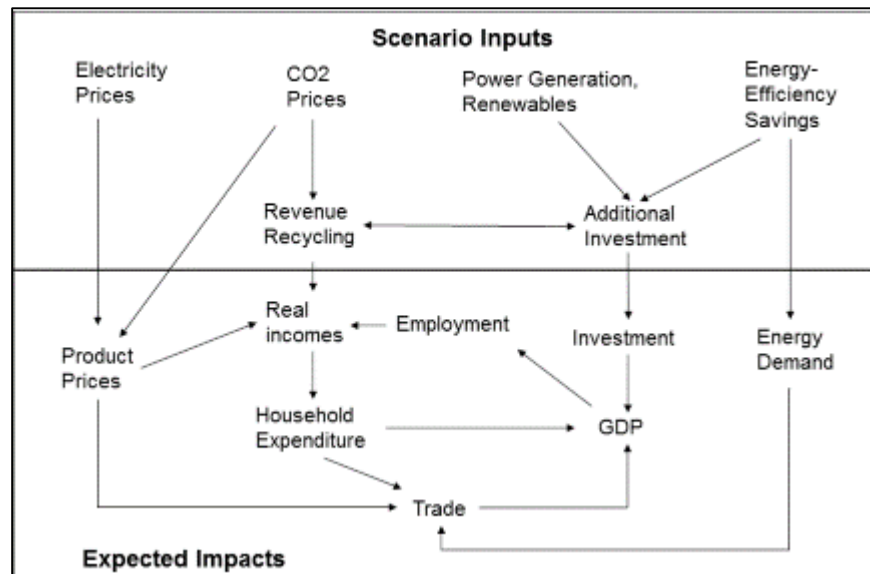 Scenario Inputs
Electricity
Prices
CO2
Prices
Power Generation,
Renewables
Energy-
Efficiency
Savings
Revenue
Recycling
Additional
Investment
Real
incomes
Employment
Investment
Energy
Demand
Product
Prices
Household
Expenditure
GDP
Trade
Expected Impacts